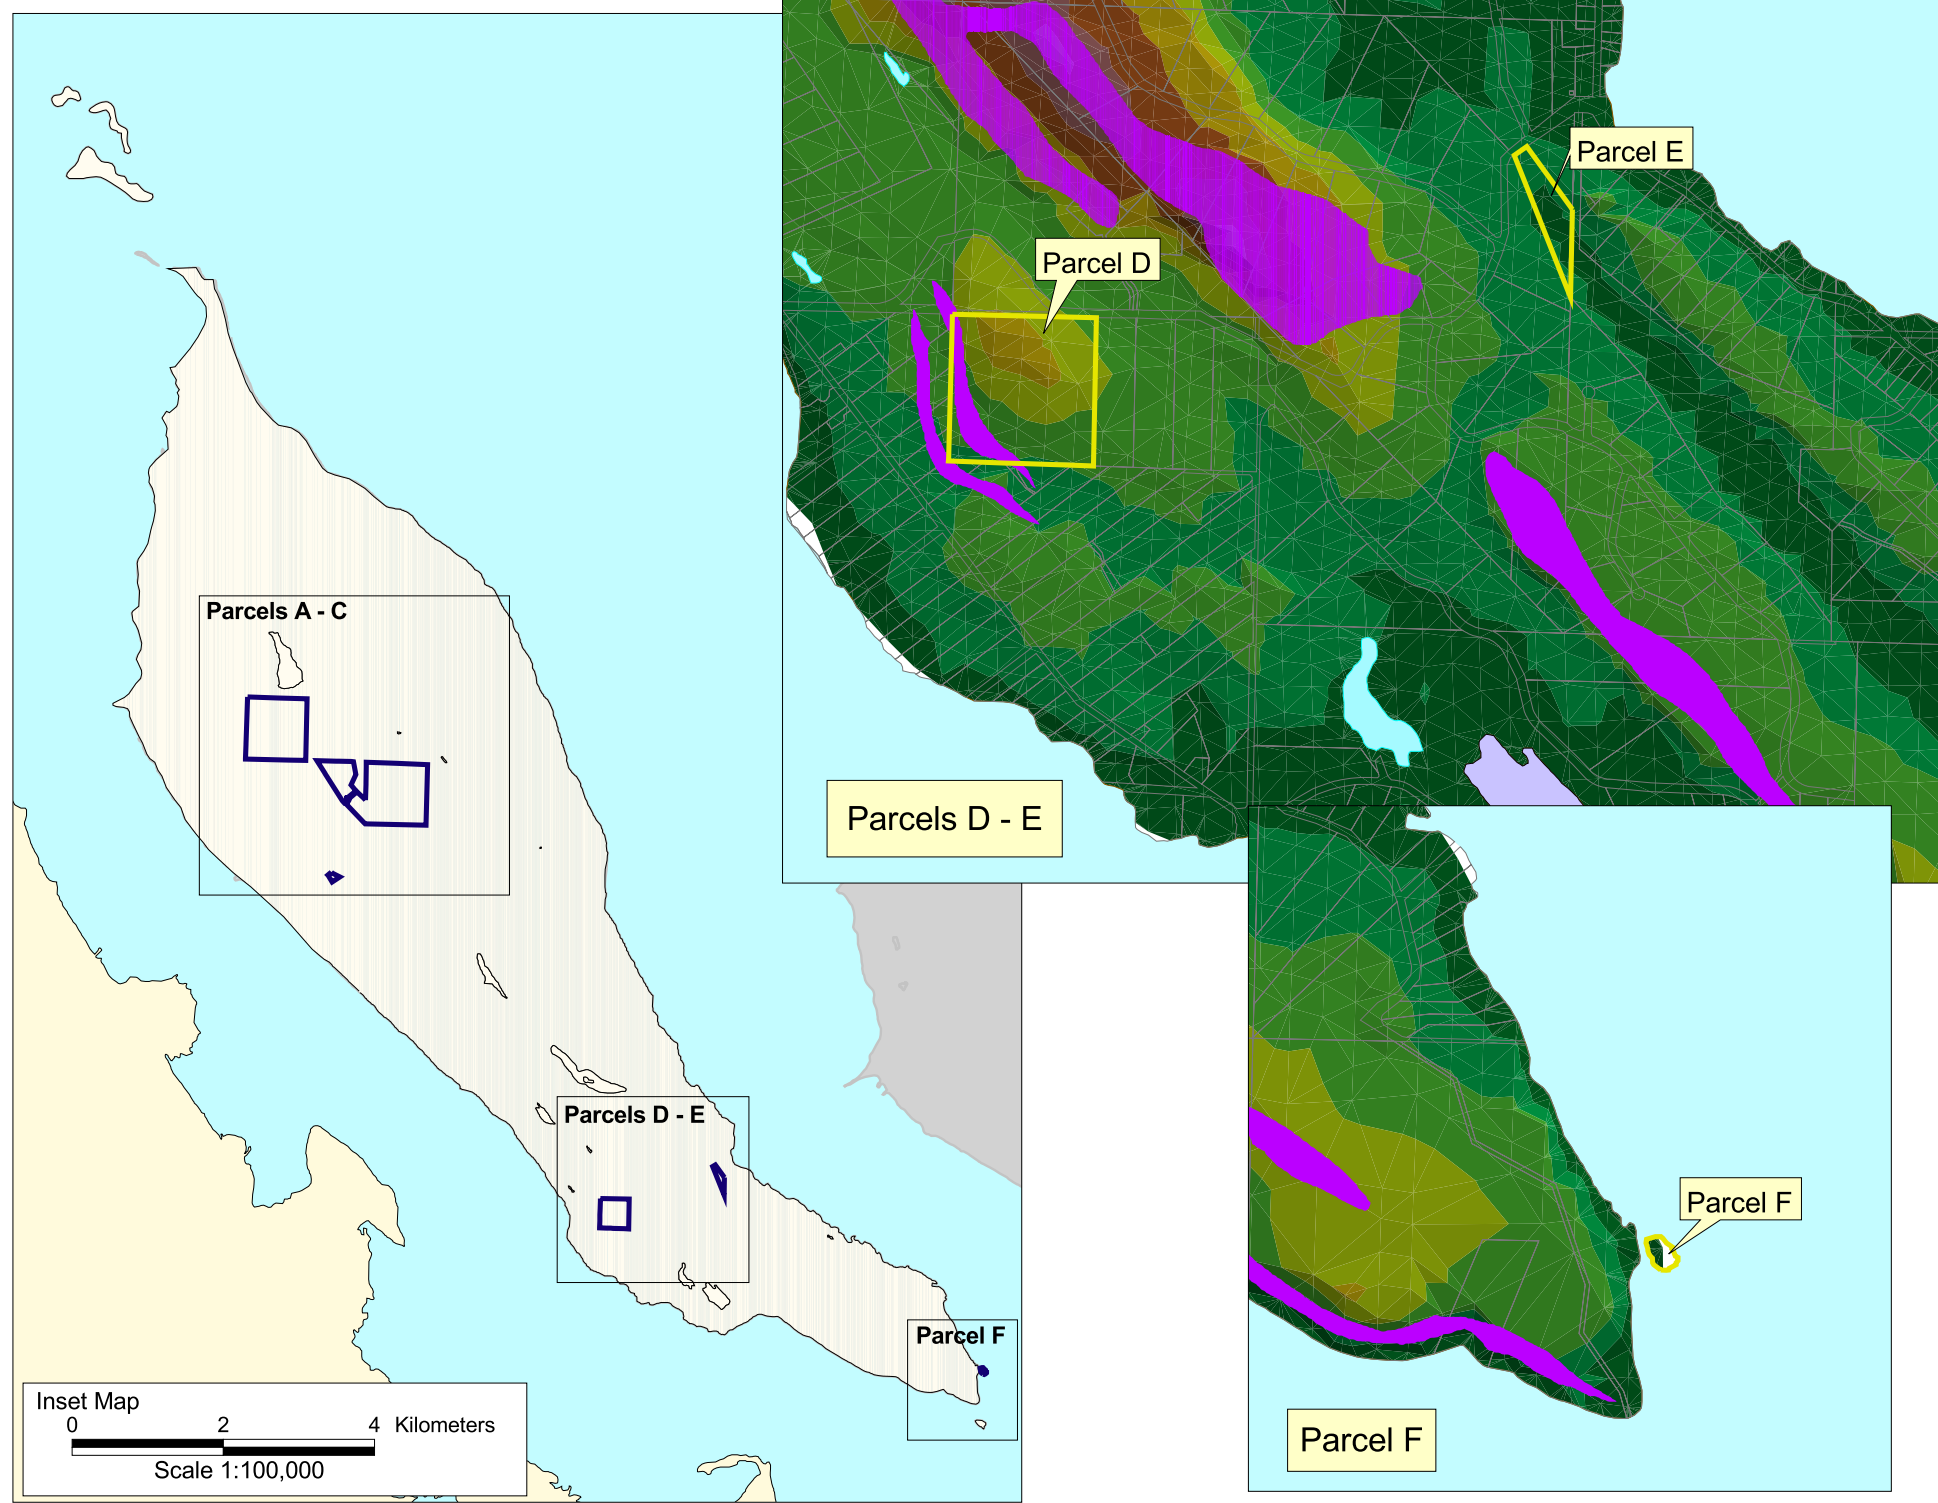 Parcels A - C
Parcels D - E
Parcel F
Inset Map
0 2 4 Kilometers
Scale 1:100,000
Parcel E
Parcel D
Parcels D - E
Parcel F
Parcel F